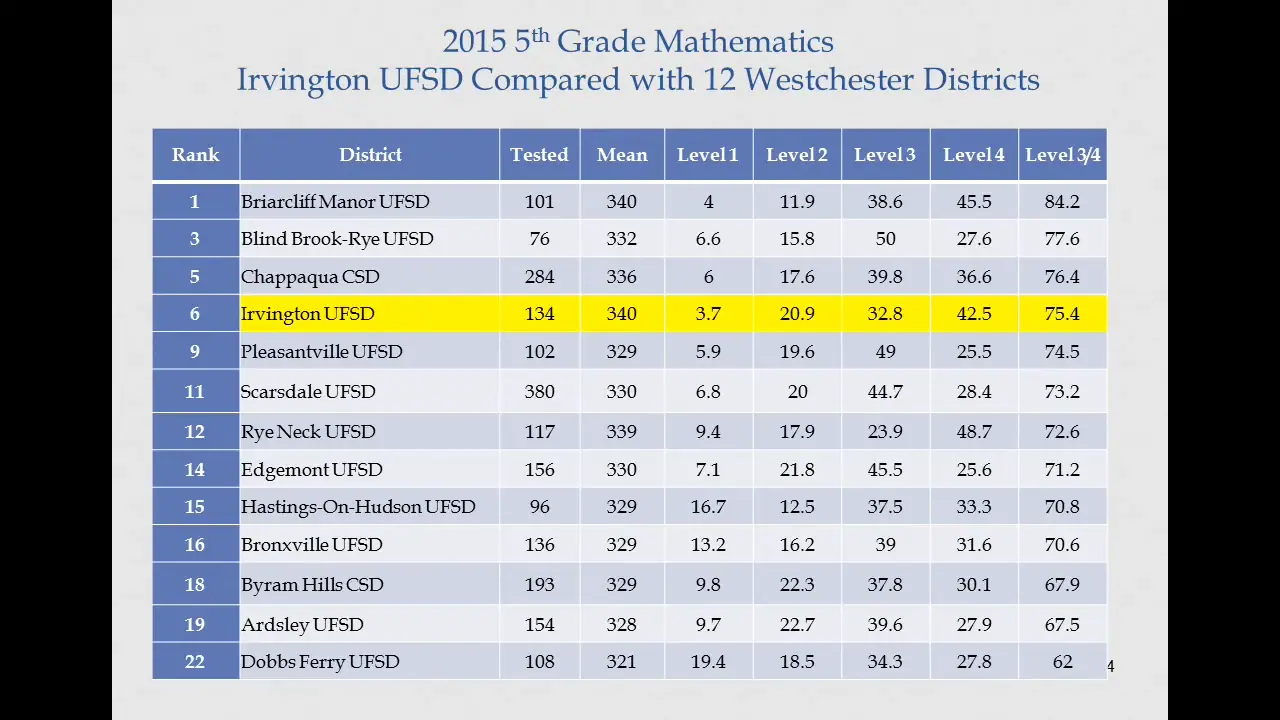 2015 5th Grade Mathematics
Irvington UFSD Compared with 12 Westchester Districts
Rank District Tested Mean Level 1 Level 2 Level 3 Level 4 Level 3/4
1 Briarcliff Manor UFSD 101 340 4 11.9 38.6 45.5 84.2
3 Blind Brook-Rye UFSD 76 332 6.6 15.8 50 27.6 77.6
5 Chappaqua CSD 284 336 6 17.6 39.8 36.6 76.4
6 Irvington UFSD 134 340 3.7 20.9 32.8 42.5 75.4
9 Pleasantville UFSD 102 329 5.9 19.6 49 25.5 74.5
11 Scarsdale UFSD 380 330 6.8 20 44.7 28.4 73.2
12 Rye Neck UFSD 117 339 9.4 17.9 23.9 48.7 72.6
14 Edgemont UFSD 156 330 7.1 21.8 45.5 25.6 71.2
15 Hastings-On-Hudson UFSD 96 329 16.7 12.5 37.5 33.3 70.8
16 Bronxville UFSD 136 329 13.2 16.2 39 31.6 70.6
18 Byram Hills CSD 193 329 9.8 22.3 37.8 30.1 67.9
19 Ardsley UFSD 154 328 9.7 22.7 39.6 27.9 67.5
22 Dobbs Ferry UFSD 108 321 19.4 18.5 34.3 27.8 62
4